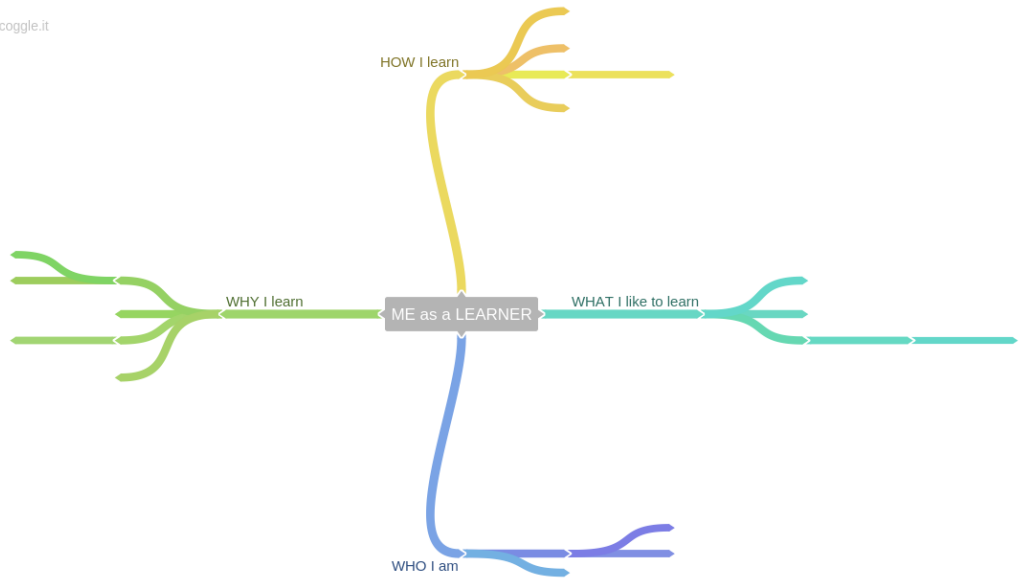 coggle.it
HOW I learn
WHY I learn
ME as a LEARNER
WHAT I like to learn
WHO I am